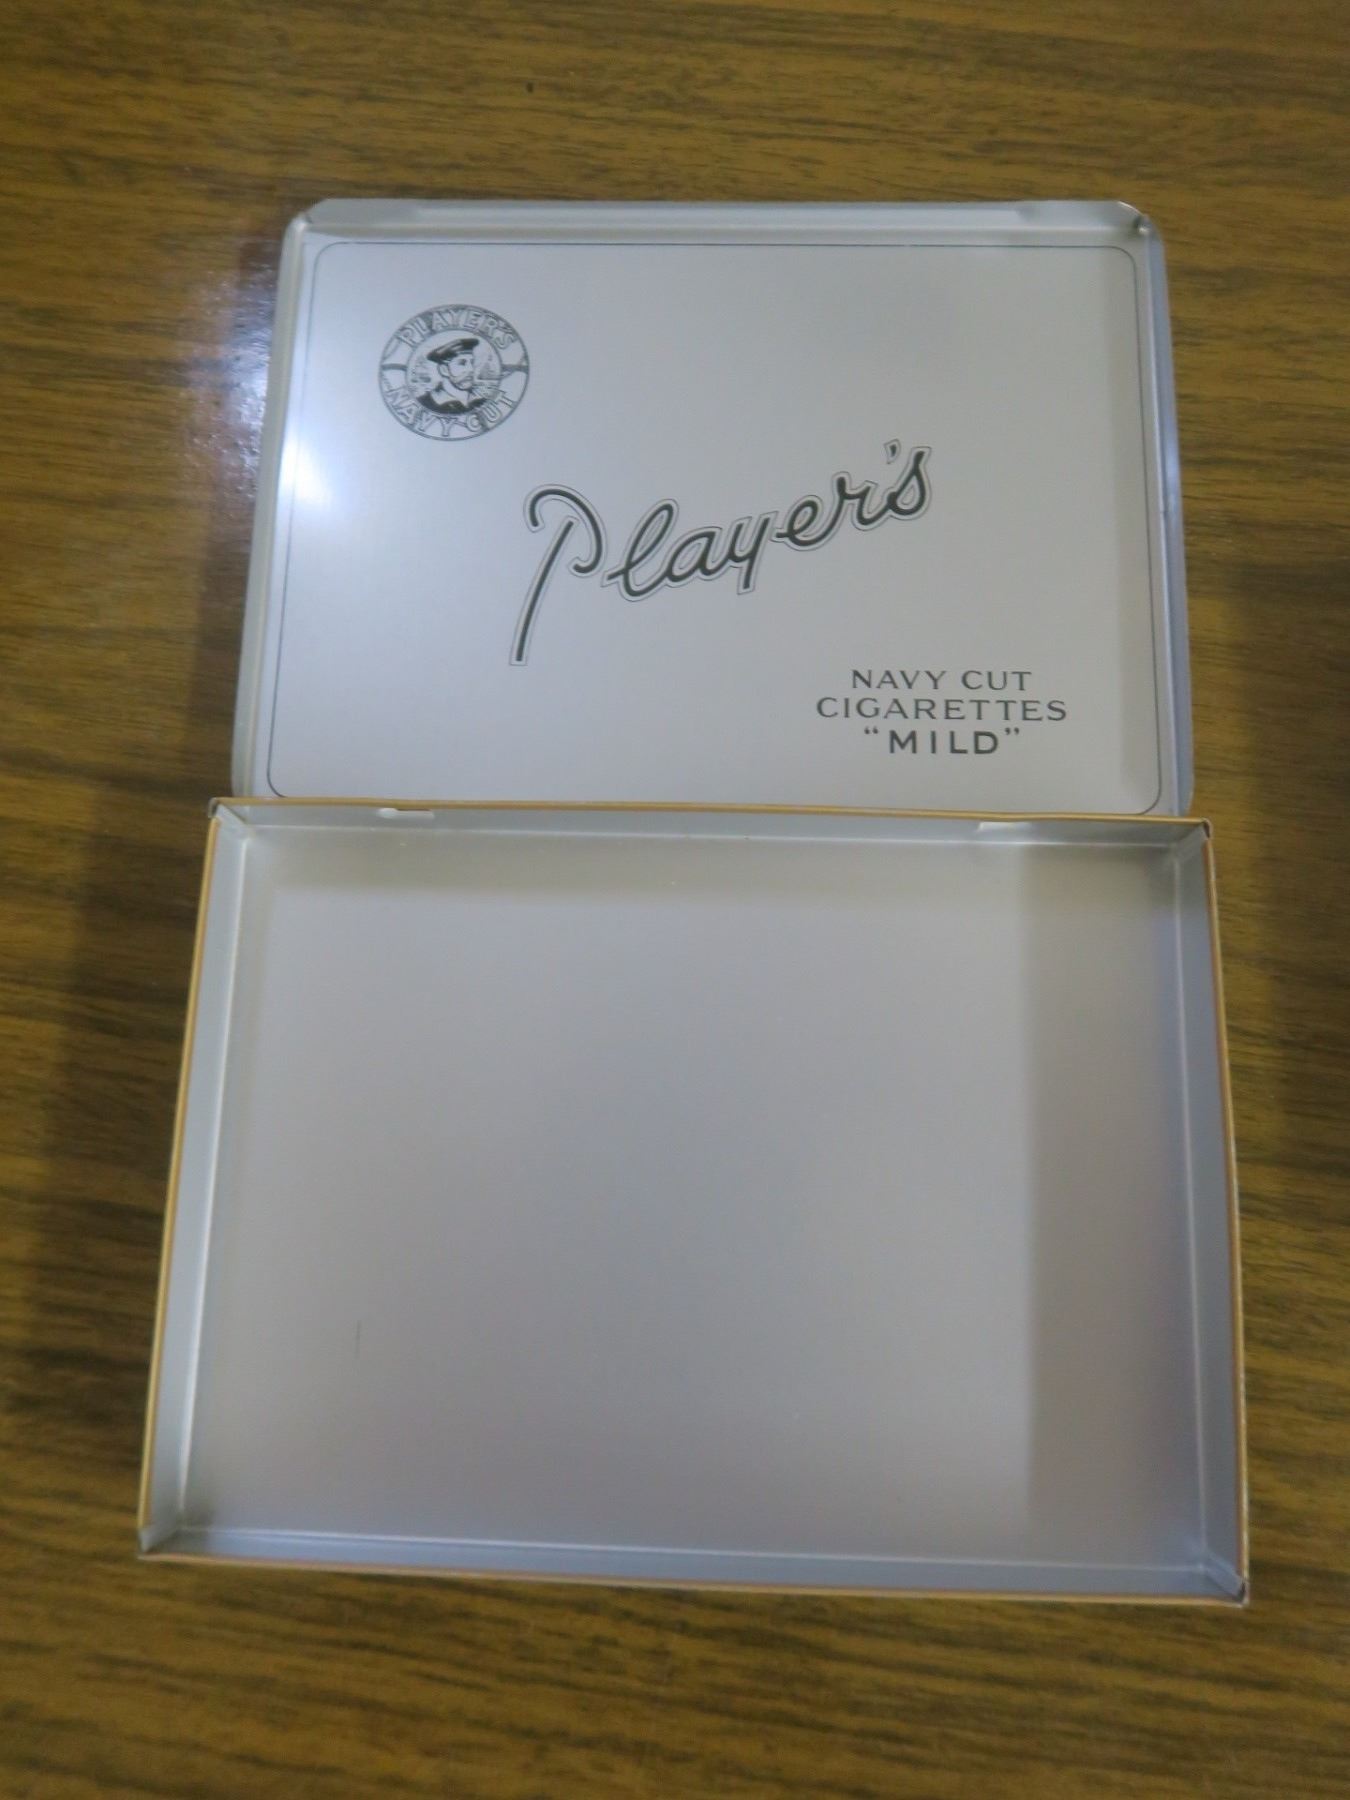 PLAYER'S
NAVY CUT
Player's
NAVY CUT
CIGARETTES
“MILD”